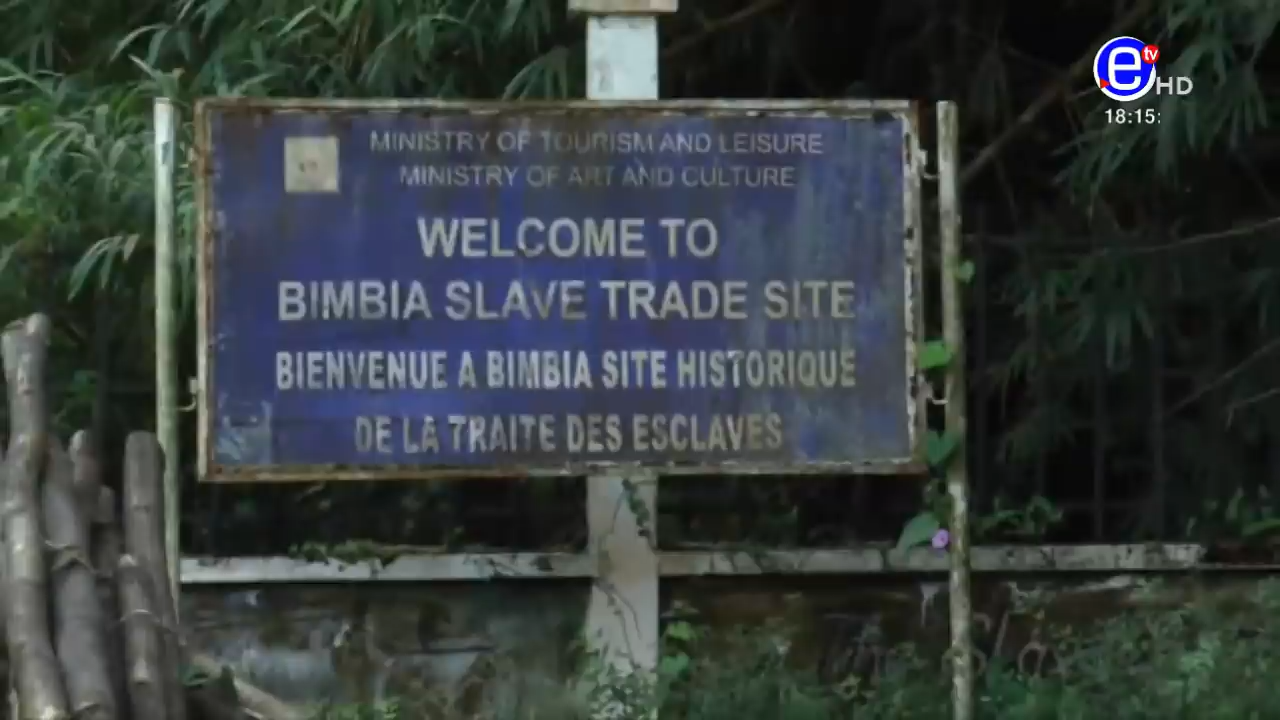 MINISTRY OF TOURISM AND LEISURE
MINISTRY OF ART AND CULTURE
WELCOME TO
BIMBIA SLAVE TRADE SITE
BIENVENUE A BIMBIA SITE HISTORIQUE
DE LA TRAITE DES ESCLAVES
e tv HD
18:15: